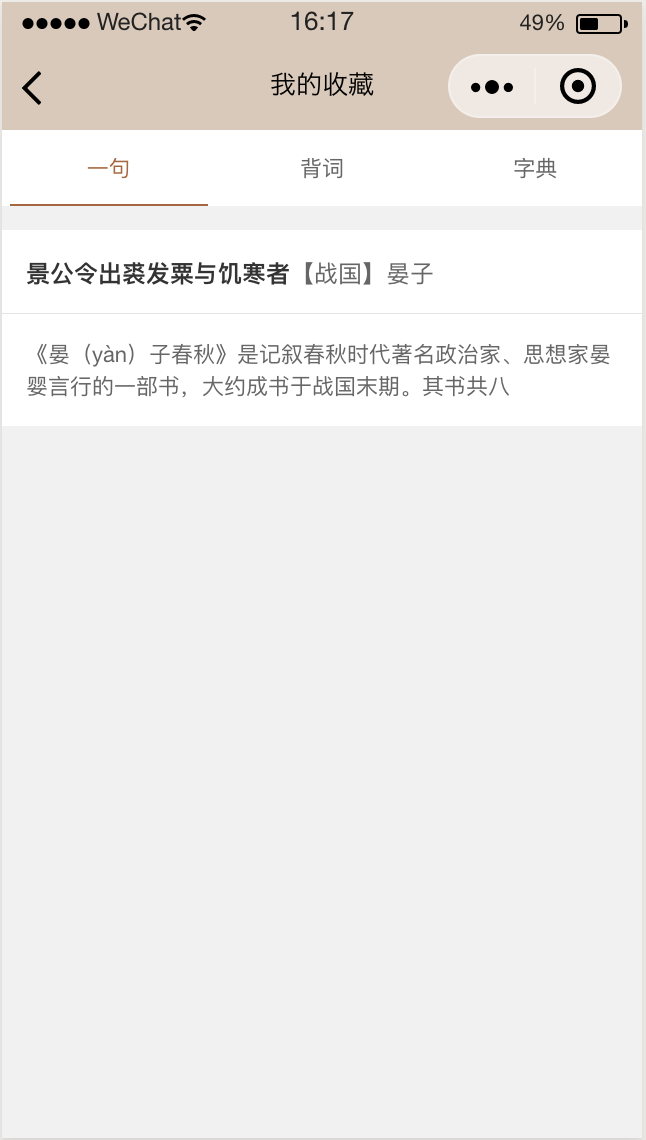 WeChat 16:17 49%
我的收藏
一句 背词 字典
景公令出裘发粟与饥寒者【战国】晏子
《晏（yàn）子春秋》是记叙春秋时代著名政治家、思想家晏
婴言行的一部书，大约成书于战国末期。其书共八